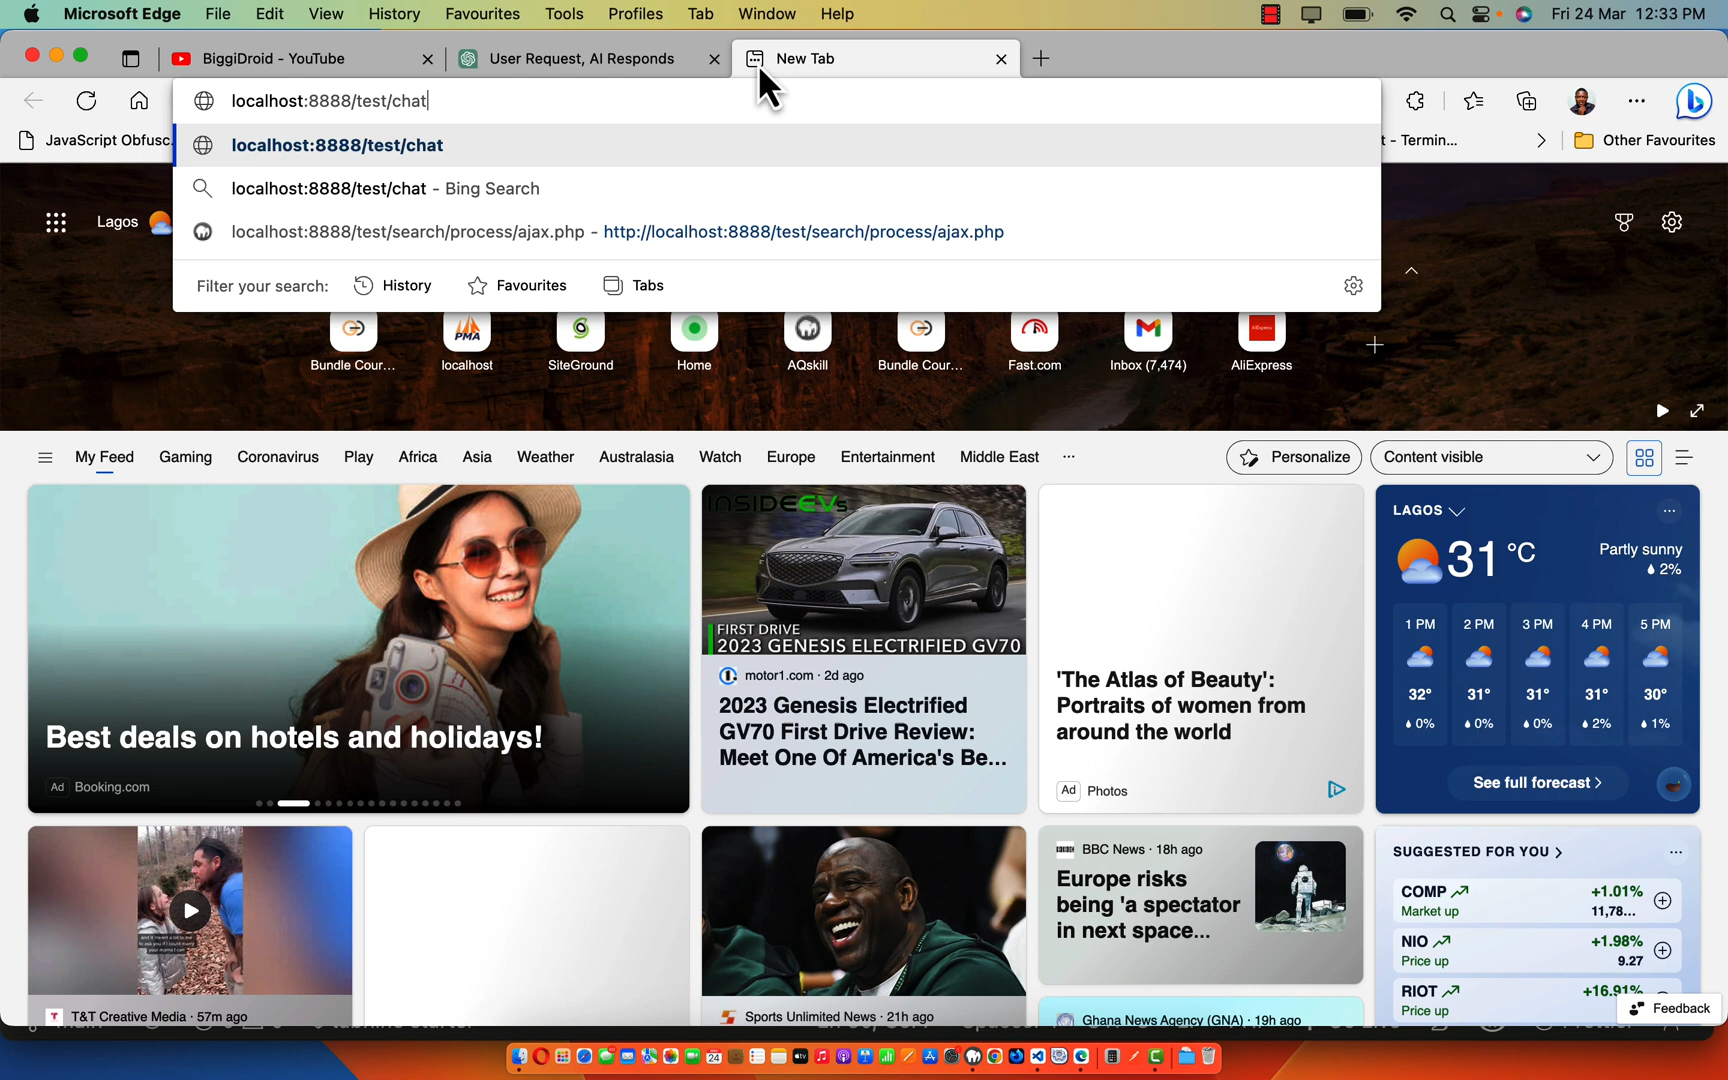 Microsoft Edge File Edit View History Favourites Tools Profiles Tab Window Help Fri 24 Mar 12:33 PM
BiggiDroid - YouTube User Request, AI Responds New Tab
localhost:8888/test/chat
JavaScript Obfusc t - Termin... Other Favourites
localhost:8888/test/chat
localhost:8888/test/chat - Bing Search
Lagos
localhost:8888/test/search/process/ajax.php - http://localhost:8888/test/search/process/ajax.php
Filter your search: History Favourites Tabs
PMA
AliExpress
Bundle Cour... localhost SiteGround Home AQskill Bundle Cour... Fast.com Inbox (7,474) AliExpress
My Feed Gaming Coronavirus Play Africa Asia Weather Australasia Watch Europe Entertainment Middle East ... Personalize Content visible
INSIDEEVs
FIRST DRIVE
2023 GENESIS ELECTRIFIED GV70
motor1.com · 2d ago
2023 Genesis Electrified
GV70 First Drive Review:
Meet One Of America's Be...
'The Atlas of Beauty':
Portraits of women from
around the world
Ad Photos
LAGOS
31 °C
Partly sunny
2%
1 PM 2 PM 3 PM 4 PM 5 PM
32° 31° 31° 31° 30°
0% 0% 0% 2% 1%
See full forecast >
Best deals on hotels and holidays!
Ad Booking.com
T&T Creative Media · 57m ago
Sports Unlimited News · 21h ago
BBC News · 18h ago
Europe risks
being 'a spectator
in next space...
Ghana News Agency (GNA) · 19h ago
SUGGESTED FOR YOU >
COMP +1.01%
Market up 11,78...
NIO +1.98%
Price up 9.27
RIOT +16.91%
Price up
Feedback
24